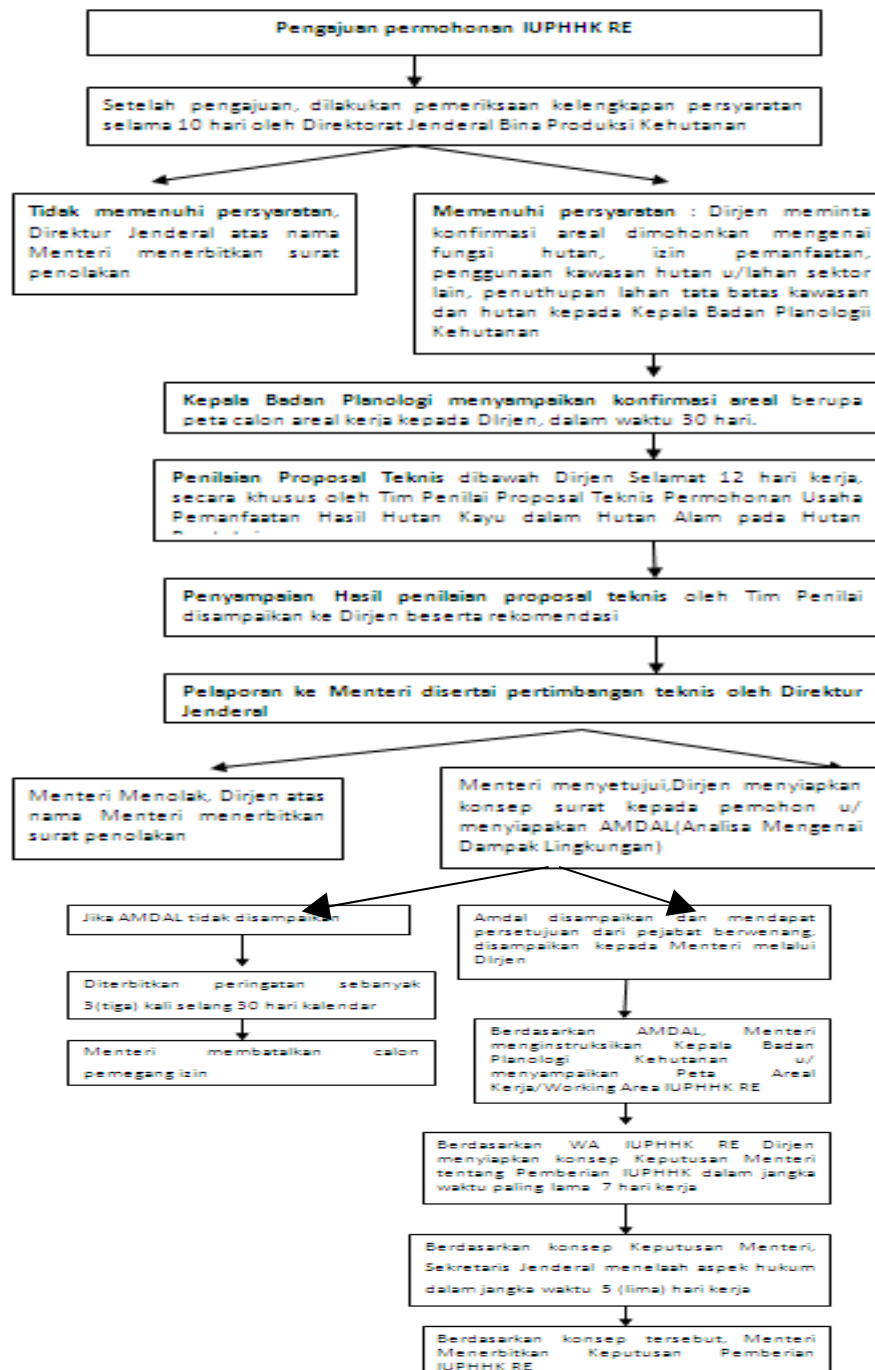 Pengajuan permohonan IUPHHK RE
Setelah pengajuan, dilakukan pemeriksaan kelengkapan persyaratan
selama 10 hari oleh Direktorat Jenderal Bina Produksi Kehutanan
Tidak memenuhi persyaratan,
Direktur Jenderal atas nama
Menteri menerbitkan surat
penolakan
Memenuhi persyaratan : Dirjen meminta
konfirmasi areal dimohonkan mengenai
fungsi hutan, izin pemanfaatan,
penggunaan kawasan hutan u/lahan sektor
lain, penuthupan lahan tata batas kawasan
dan hutan kepada Kepala Badan Planologii
Kehutanan
Kepala Badan Planologi menyampaikan konfirmasi areal berupa
peta calon areal kerja kepada DIrjen, dalam waktu 30 hari.
Penilaian Proposal Teknis dibawah Dirjen Selamat 12 hari kerja,
secara khusus oleh Tim Penilai Proposal Teknis Permohonan Usaha
Pemanfaatan Hasil Hutan Kayu dalam Hutan Alam pada Hutan
Penyampaian Hasil penilaian proposal teknis oleh Tim Penilai
disampaikan ke Dirjen beserta rekomendasi
Pelaporan ke Menteri disertai pertimbangan teknis oleh Direktur
Jenderal
Menteri Menolak, Dirjen atas
nama Menteri menerbitkan
surat penolakan
Menteri menyetujui,Dirjen menyiapkan
konsep surat kepada pemohon u/
menyiapakan AMDAL(Analisa Mengenai
Dampak Lingkungan)
Jika AMDAL tidak disampaikan
Diterbitkan peringatan sebanyak
3(tiga) kali selang 30 hari kalendar
Menteri membatalkan calon
pemegang izin
Amdal disampaikan dan mendapat
persetujuan dari pejabat berwenang,
disampaikan kepada Menteri melalui
DIrjen
Berdasarkan AMDAL, Menteri
menginstruksikan Kepala Badan
Planologi Kehutanan u/
menyampaikan Peta Areal
Kerja/Working Area IUPHHK RE
Berdasarkan WA IUPHHK RE Dirjen
menyiapkan konsep Keputusan Menteri
tentang Pemberian IUPHHK dalam jangka
waktu paling lama 7 hari kerja
Berdasarkan konsep Keputusan Menteri,
Sekretaris Jenderal menelaah aspek hukum
dalam jangka waktu 5 (lima) hari kerja
Berdasarkan konsep tersebut, Menteri
Menerbitkan Keputusan Pemberian
IUPHHK RE